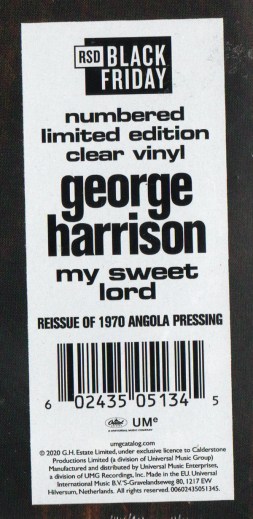 RSD BLACK
FRIDAY
numbered
limited edition
clear vinyl
george
harrison
my sweet
lord
REISSUE OF 1970 ANGOLA PRESSING
6 02435 05134 5
Capitol UMe
umgcatalog.com
© 2020 G.H. Estate Limited, under exclusive licence to Calderstone
Productions Limited (a division of Universal Music Group)
Manufactured and distributed by Universal Music Enterprises,
a division of UMG Recordings, Inc. Made in the E.U. Universal
International Music B.V. 'S-Gravelandseweg 80, 1217 EW
Hilversum, Netherlands. All rights reserved. 00602435051345.